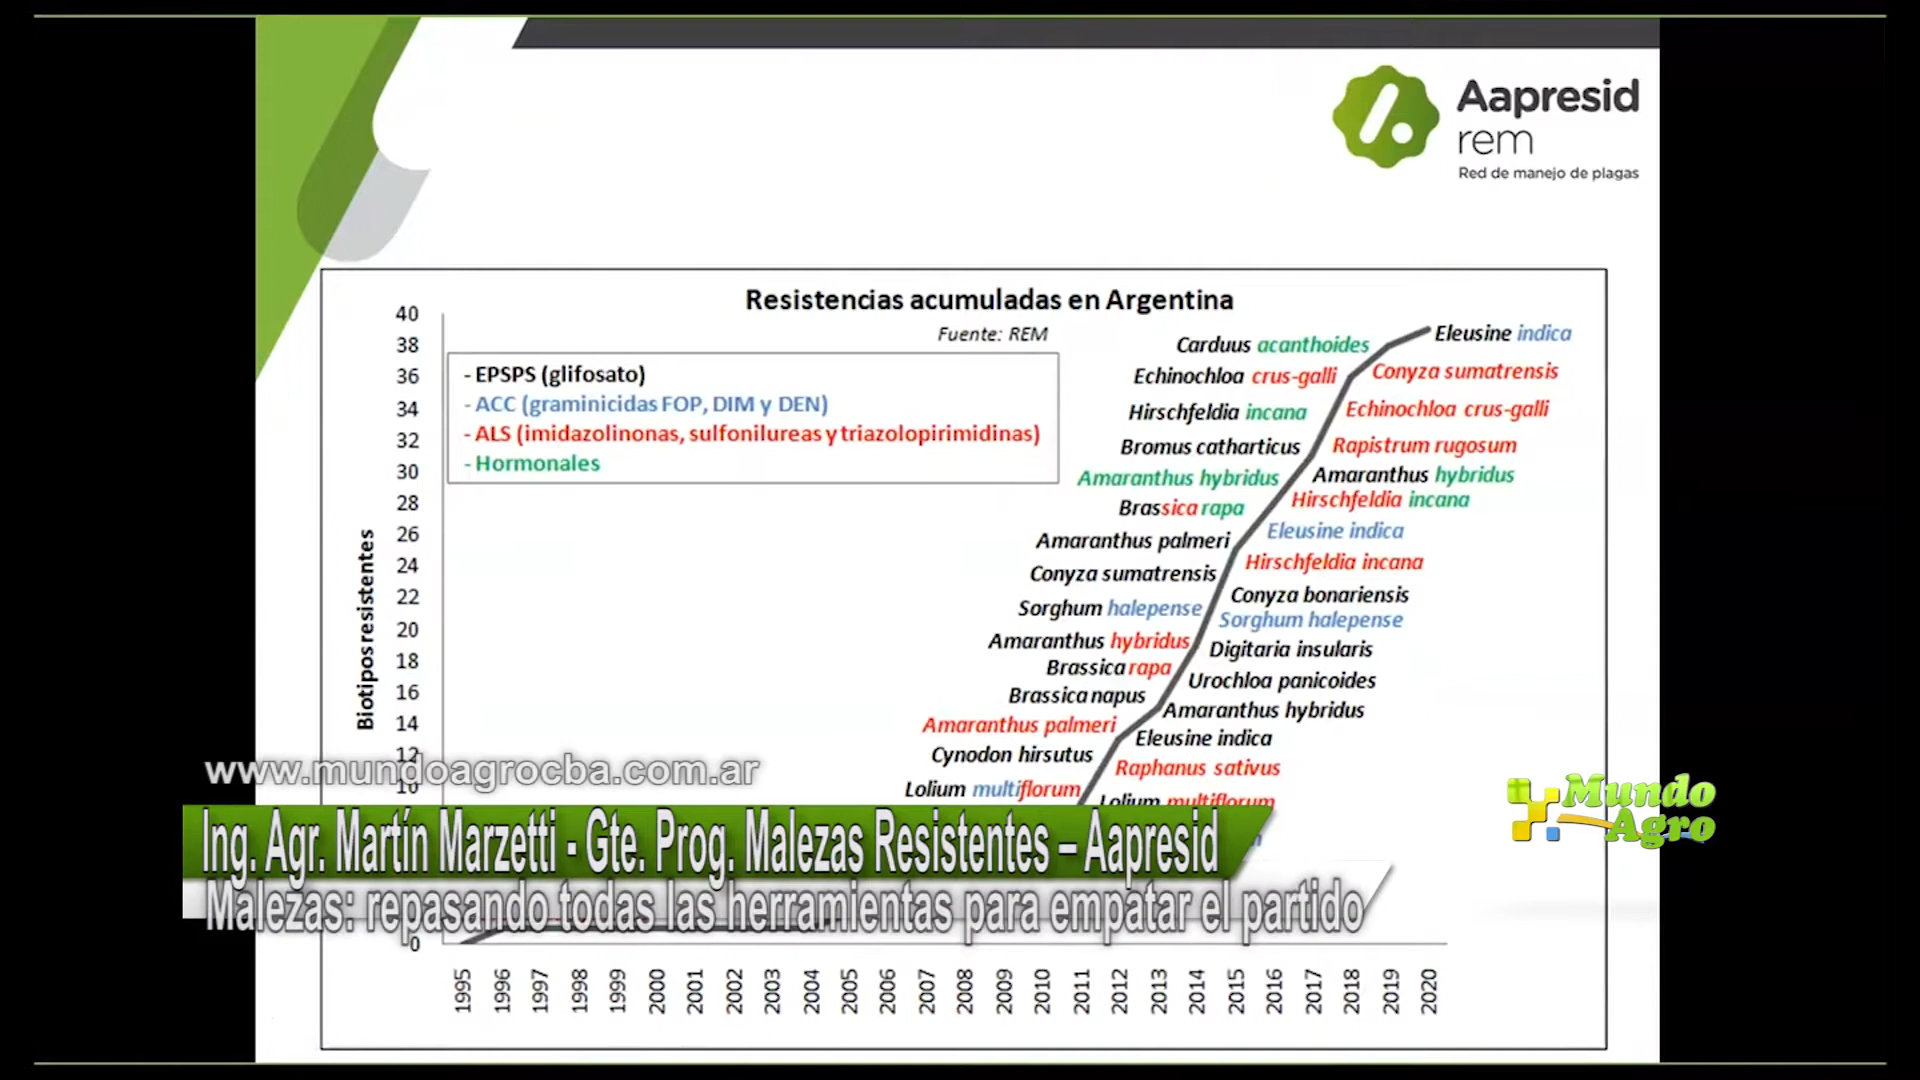 Aapresid
rem
Red de manejo de plagas
Resistencias acumuladas en Argentina
Fuente: REM
- EPSPS (glifosato)
- ACC (graminicidas FOP, DIM y DEN)
- ALS (imidazolinonas, sulfonilureas y triazolopirimidinas)
- Hormonales
Biotipos resistentes
40
38
36
34
32
30
28
26
24
22
20
18
16
14
12
10
0
Carduus acanthoides
Echinochloa crus-galli
Hirschfeldia incana
Bromus catharticus
Amaranthus hybridus
Brassica rapa
Amaranthus palmeri
Conyza sumatrensis
Sorghum halepense
Amaranthus hybridus
Brassica rapa
Brassica napus
Amaranthus palmeri
Cynodon hirsutus
Lolium multiflorum
Eleusine indica
Conyza sumatrensis
Echinochloa crus-galli
Rapistrum rugosum
Amaranthus hybridus
Hirschfeldia incana
Eleusine indica
Hirschfeldia incana
Conyza bonariensis
Sorghum halepense
Digitaria insularis
Urochloa panicoides
Amaranthus hybridus
Eleusine indica
Raphanus sativus
Lolium multiflorum
www.mundoagrocba.com.ar
Ing. Agr. Martín Marzetti - Gte. Prog. Malezas Resistentes – Aapresid
Malezas: repasando todas las herramientas para empatar el partido
Mundo
Agro
1995 1996 1997 1998 1999 2000 2001 2002 2003 2004 2005 2006 2007 2008 2009 2010 2011 2012 2013 2014 2015 2016 2017 2018 2019 2020